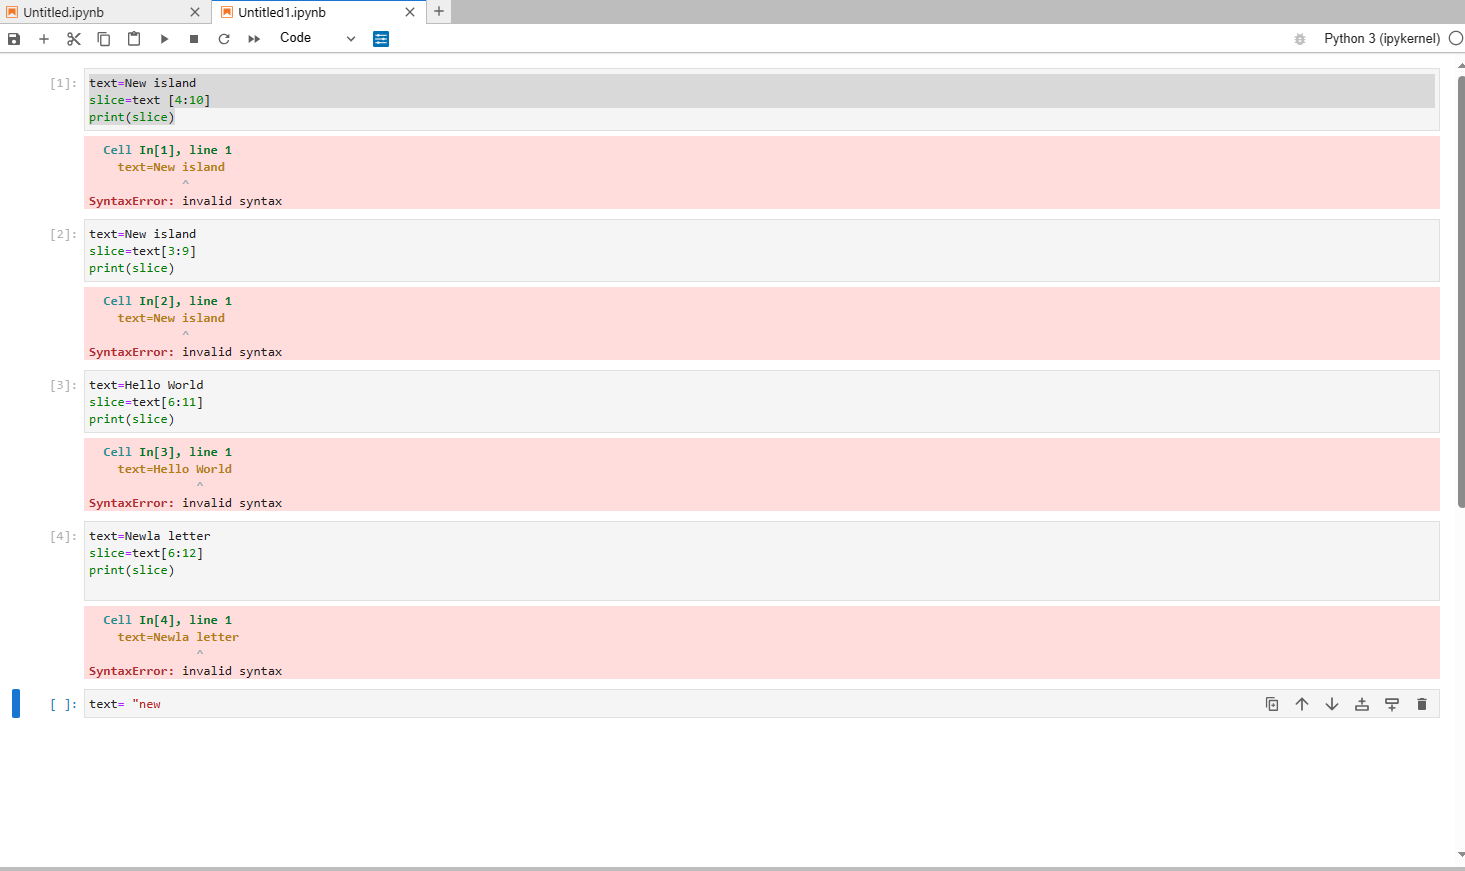 Untitled.ipynb
Untitled1.ipynb
Code
Python 3 (ipykernel)
[1]:
text=New island
slice=text [4:10]
print(slice)
Cell In[1], line 1
text=New island
^
SyntaxError: invalid syntax
[2]:
text=New island
slice=text[3:9]
print(slice)
Cell In[2], line 1
text=New island
^
SyntaxError: invalid syntax
[3]:
text=Hello World
slice=text[6:11]
print(slice)
Cell In[3], line 1
text=Hello World
^
SyntaxError: invalid syntax
[4]:
text=Newla letter
slice=text[6:12]
print(slice)
Cell In[4], line 1
text=Newla letter
^
SyntaxError: invalid syntax
[ ]:
text= "new